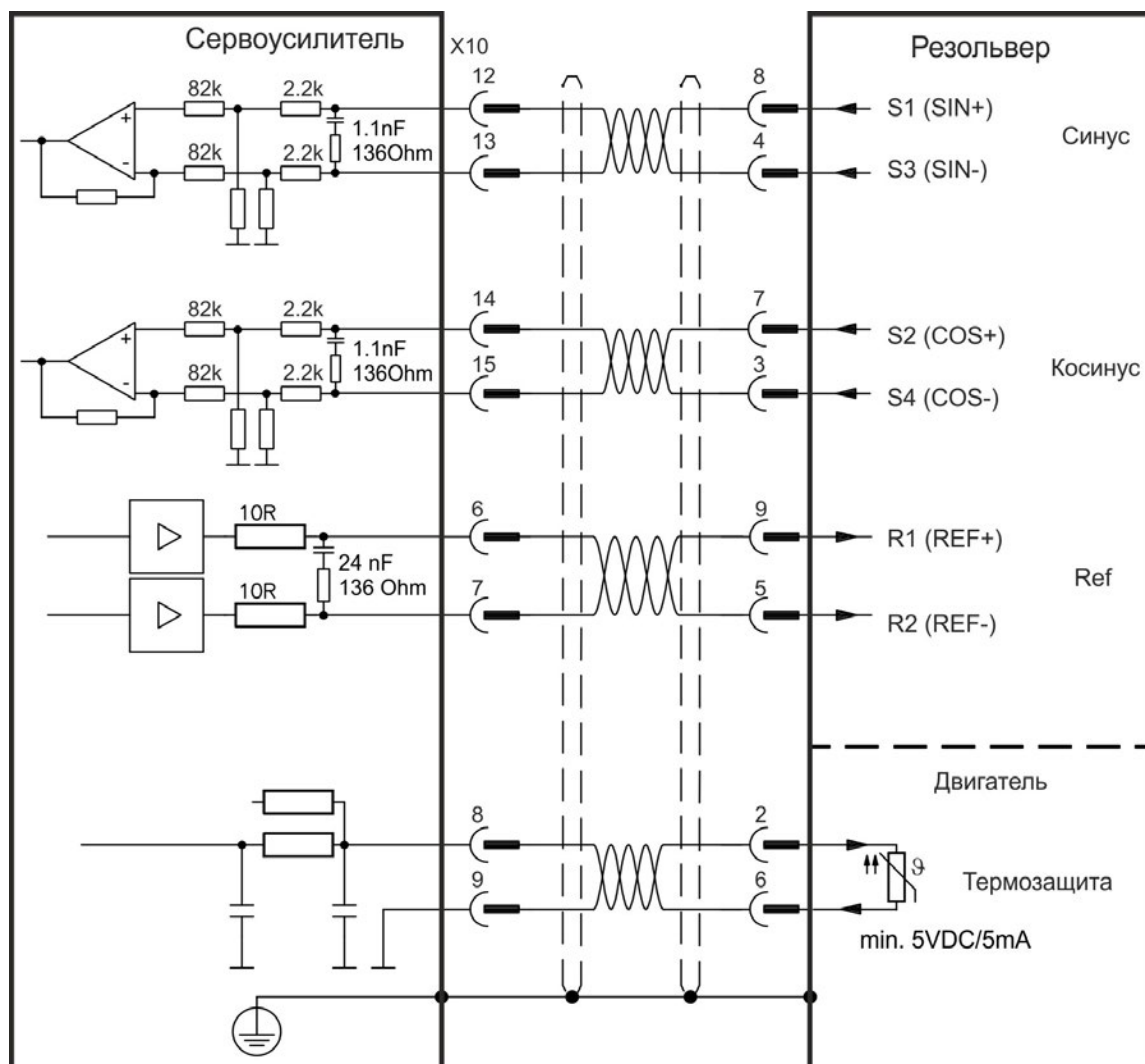 Сервоусилитель
X10
Резольвер
82k
2.2k
12
8
S1 (SIN+)
+
1.1nF
136Ohm
Синус
-
82k
2.2k
13
4
S3 (SIN-)
82k
2.2k
14
7
S2 (COS+)
+
1.1nF
136Ohm
Косинус
-
82k
2.2k
15
3
S4 (COS-)
10R
6
9
R1 (REF+)
24 nF
136 Ohm
Ref
10R
7
5
R2 (REF-)
Двигатель
8
2
ϑ
Термозащита
9
6
min. 5VDC/5mA